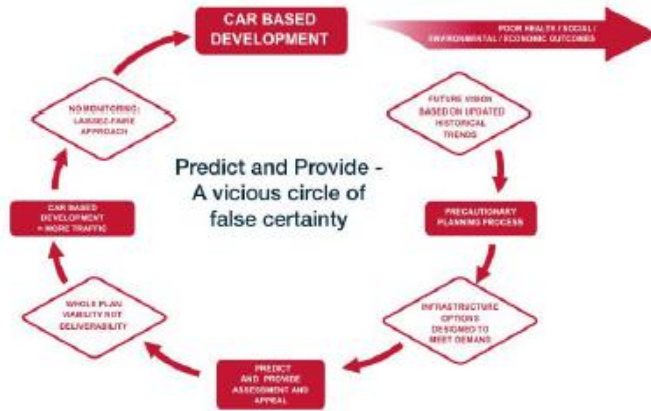 CAR BASED
DEVELOPMENT
POOR HEALTH / SOCIAL /
ENVIRONMENTAL / ECONOMIC OUTCOMES
FUTURE VISION
BASED ON UPDATED
HISTORICAL
TRENDS
PRECAUTIONARY
PLANNING PROCESS
INFRASTRUCTURE
OPTIONS
DESIGNED TO
MEET DEMAND
PREDICT
AND PROVIDE
ASSESSMENT AND
APPEAL
WHOLE PLAN
VIABILITY NOT
DELIVERABILITY
CAR BASED
DEVELOPMENT
= MORE TRAFFIC
NO MONITORING:
LAISSEZ-FAIRE
APPROACH
Predict and Provide -
A vicious circle of
false certainty